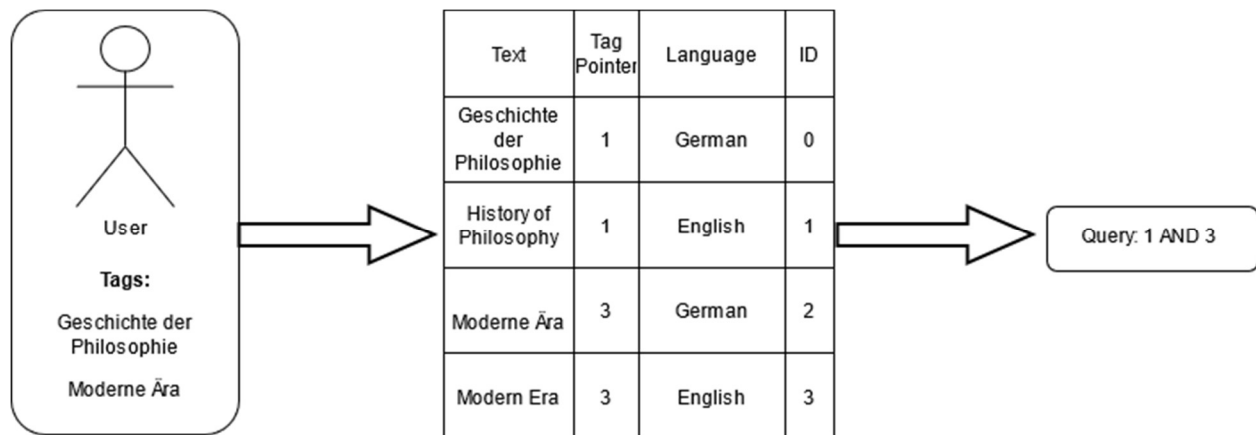 User
Tags:
Geschichte der
Philosophie
Moderne Ära
Text
Tag
Pointer
Language
ID
Geschichte
der
Philosophie
1
German
0
History of
Philosophy
1
English
1
Moderne Ära
3
German
2
Modern Era
3
English
3
Query: 1 AND 3